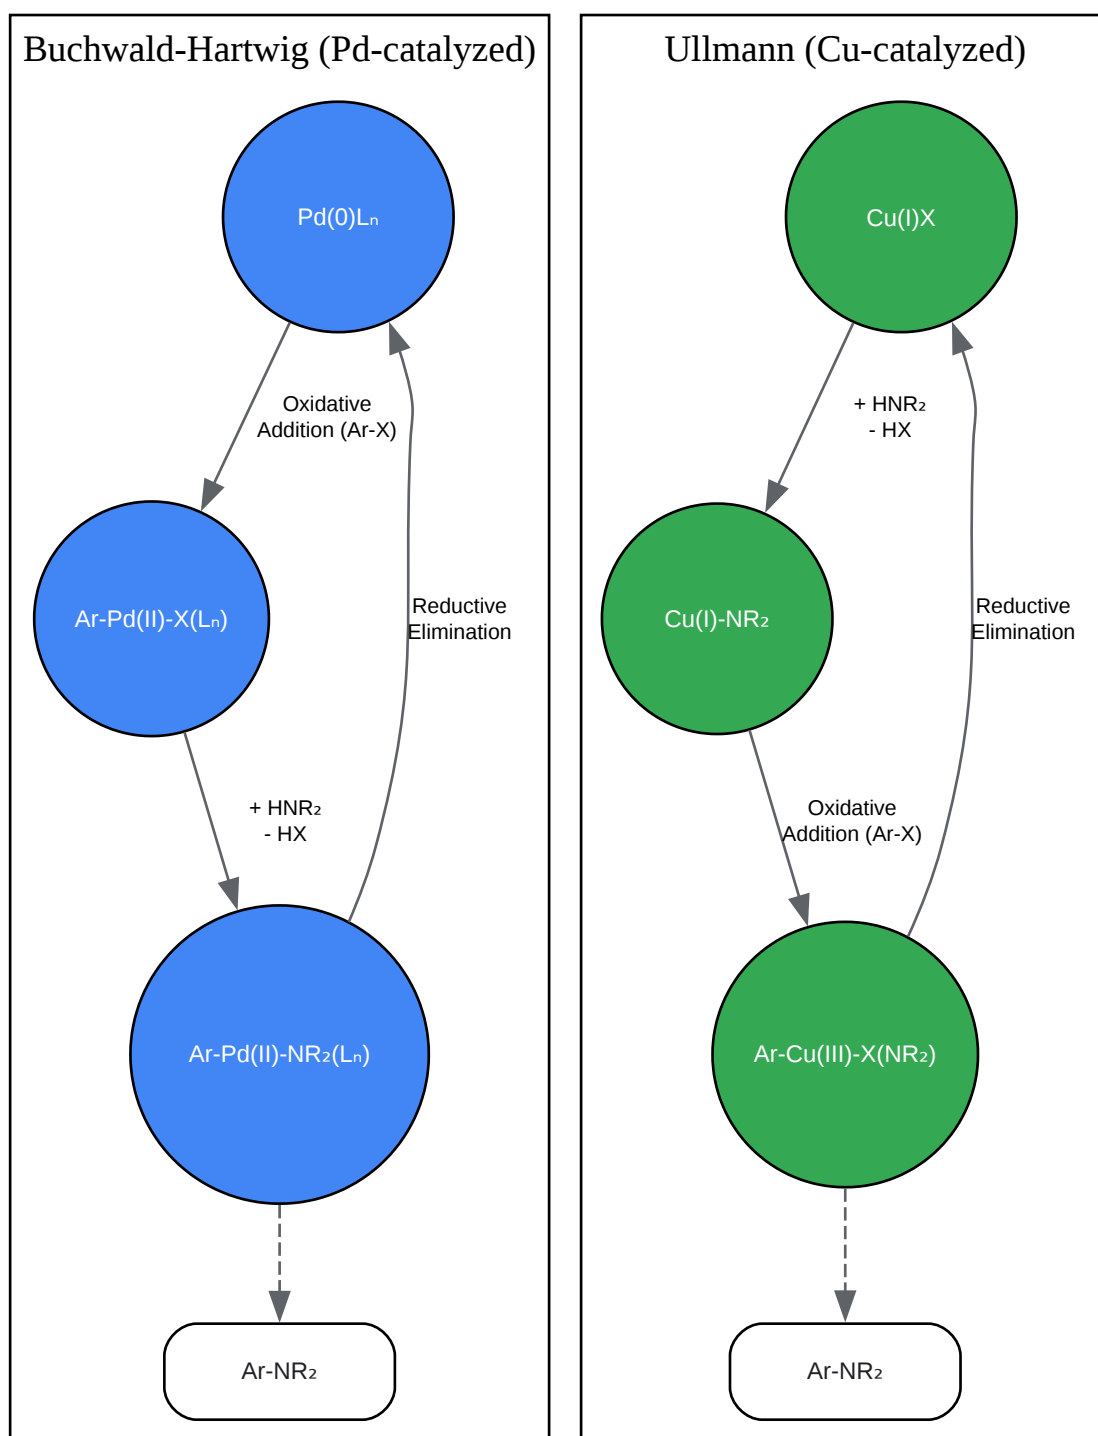 Buchwald-Hartwig (Pd-catalyzed)
Pd(0)Lₙ
Oxidative
Addition (Ar-X)
Ar-Pd(II)-X(Lₙ)
Reductive
Elimination
+ HNR₂
- HX
Ar-Pd(II)-NR₂(Lₙ)
Ar-NR₂
Ullmann (Cu-catalyzed)
Cu(I)X
+ HNR₂
- HX
Cu(I)-NR₂
Reductive
Elimination
Oxidative
Addition (Ar-X)
Ar-Cu(III)-X(NR₂)
Ar-NR₂